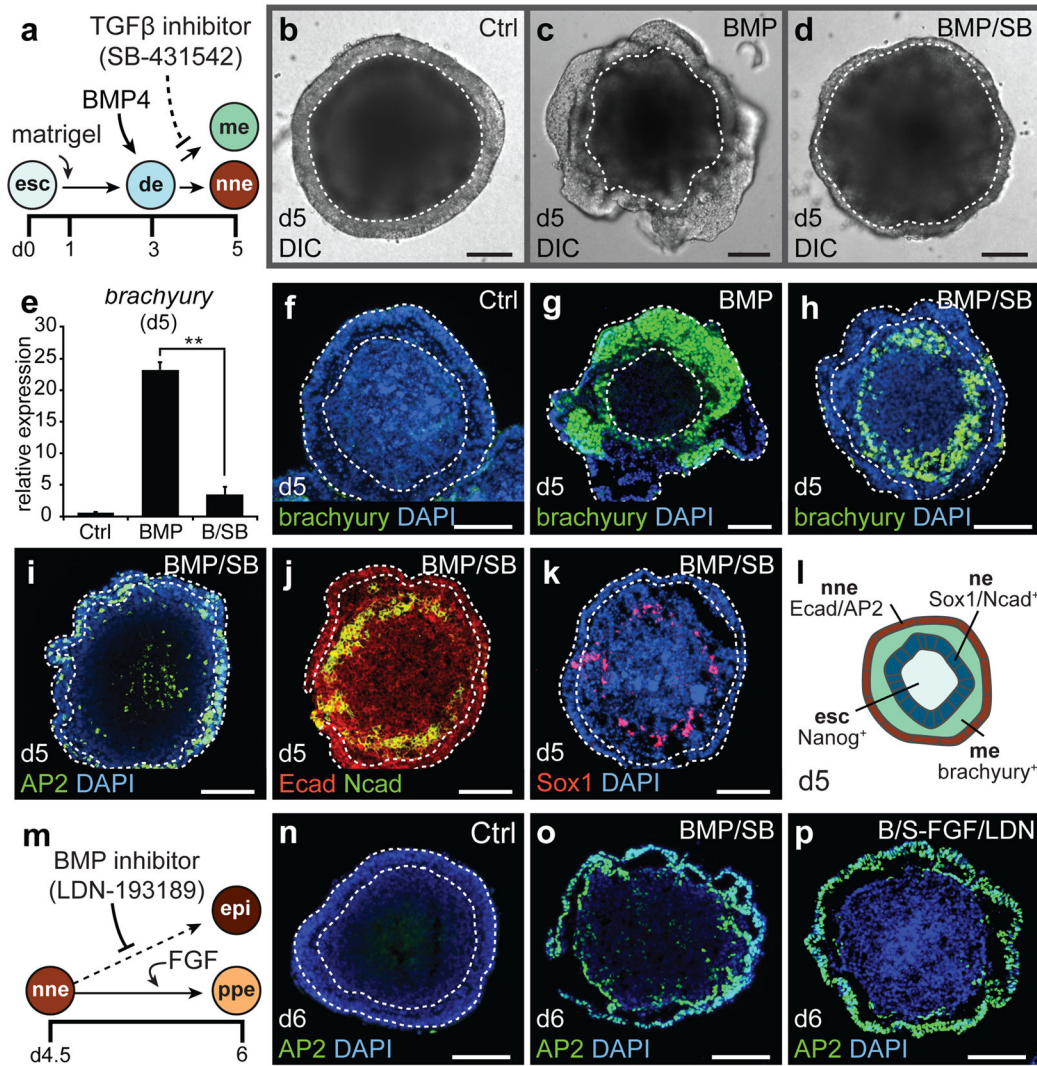 a
TGFβ inhibitor
(SB-431542)
BMP4
matrigel
me
esc
de
nne
d0
1
3
5
b
Ctrl
d5
DIC
c
BMP
d5
DIC
d
BMP/SB
d5
DIC
e
brachyury
(d5)
relative expression
30
25
20
15
10
5
0
**
Ctrl
BMP
B/SB
f
Ctrl
d5
brachyury DAPI
g
BMP
d5
brachyury DAPI
h
BMP/SB
d5
brachyury DAPI
i
BMP/SB
d5
AP2 DAPI
j
BMP/SB
d5
Ecad Ncad
k
BMP/SB
d5
Sox1 DAPI
l
nne
Ecad/AP2
ne
Sox1/Ncad⁺
esc
Nanog⁺
me
brachyury⁺
d5
m
BMP inhibitor
(LDN-193189)
epi
FGF
nne
ppe
d4.5
6
n
Ctrl
d6
AP2 DAPI
o
BMP/SB
d6
AP2 DAPI
p
B/S-FGF/LDN
d6
AP2 DAPI